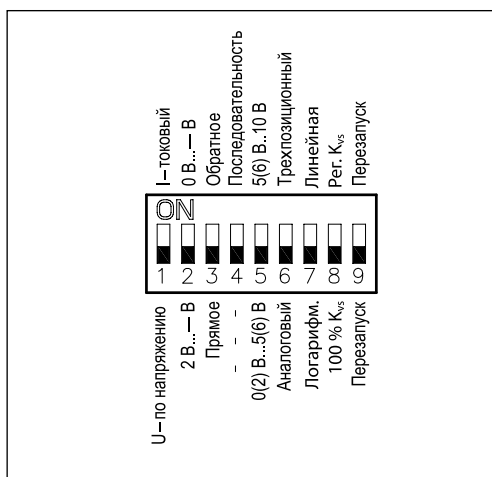 I–токовый
0 В...— В
Обратное
Последовательность
5(6) В..10 В
Трехпозиционный
Линейная
Рег. Kvs
Перезапуск
ON
1 2 3 4 5 6 7 8 9
U–по напряжению
2 В...— В
Прямое
- - - -
0(2) В...5(6) В
Аналоговый
Логарифм.
100 % Kvs
Перезапуск